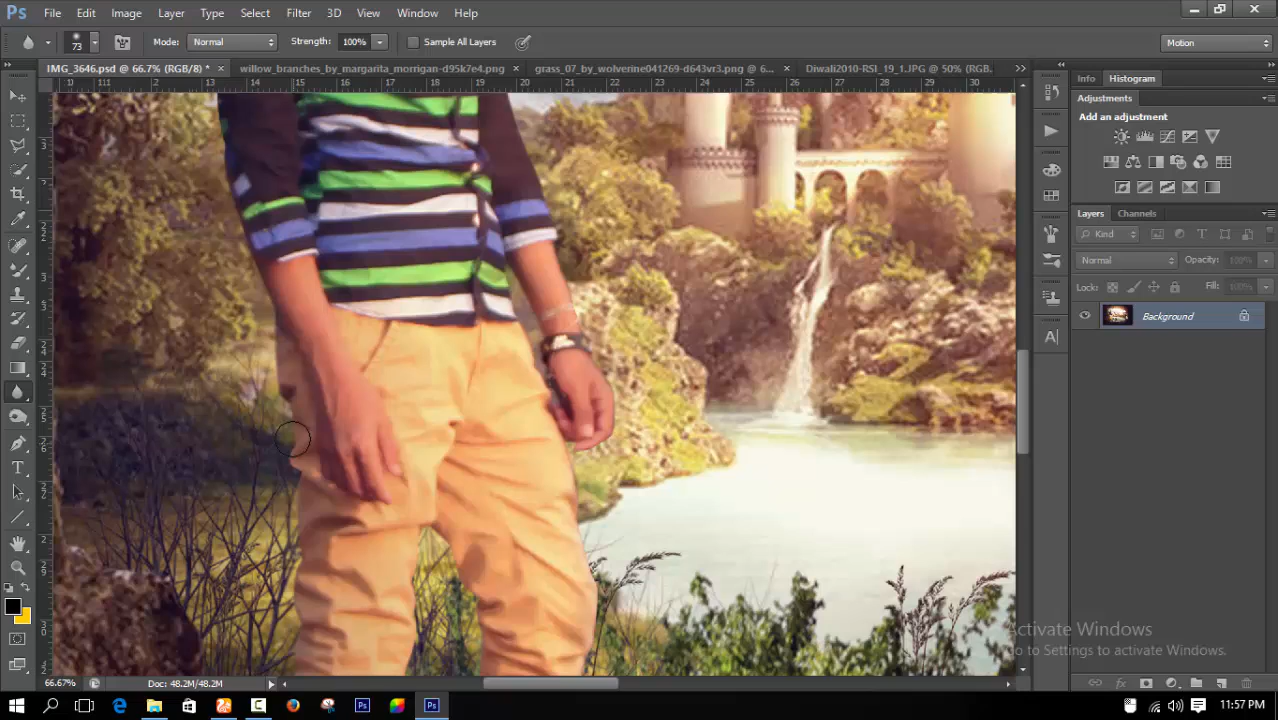 Ps File Edit Image Layer Type Select Filter 3D View Window Help
73 Mode: Normal Strength: 100% Sample All Layers Motion
IMG_3646.psd @ 66.7% (RGB/8) * × willow_branches_by_margarita_morrigan-d95k7e4.png × grass_07_by_wolverine041269-d643vr3.png @ 6... × Diwali2010-RSI_19_1.JPG @ 50% (RGB. >>
Info Histogram
Adjustments
Add an adjustment
Layers Channels
Kind
Normal Opacity: 100%
Lock: Fill: 100%
Background
Activate Windows
Go to Settings to activate Windows.
66.67% Doc: 48.2M/48.2M
11:57 PM